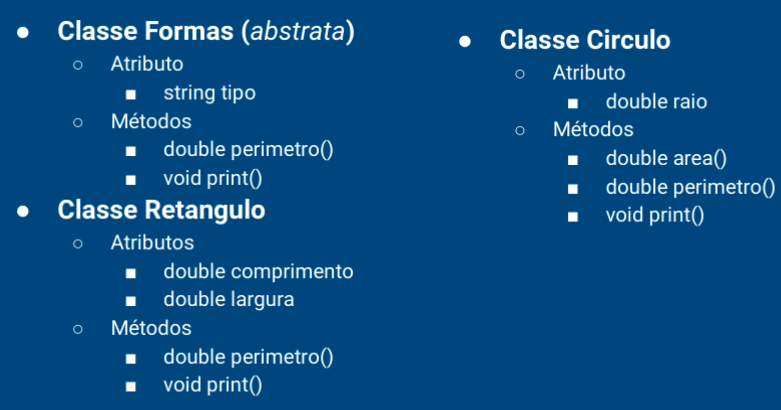 Classe Formas (abstrata)
Atributo
string tipo
Métodos
double perimetro()
void print()
Classe Retangulo
Atributos
double comprimento
double largura
Métodos
double perimetro()
void print()
Classe Circulo
Atributo
double raio
Métodos
double area()
double perimetro()
void print()